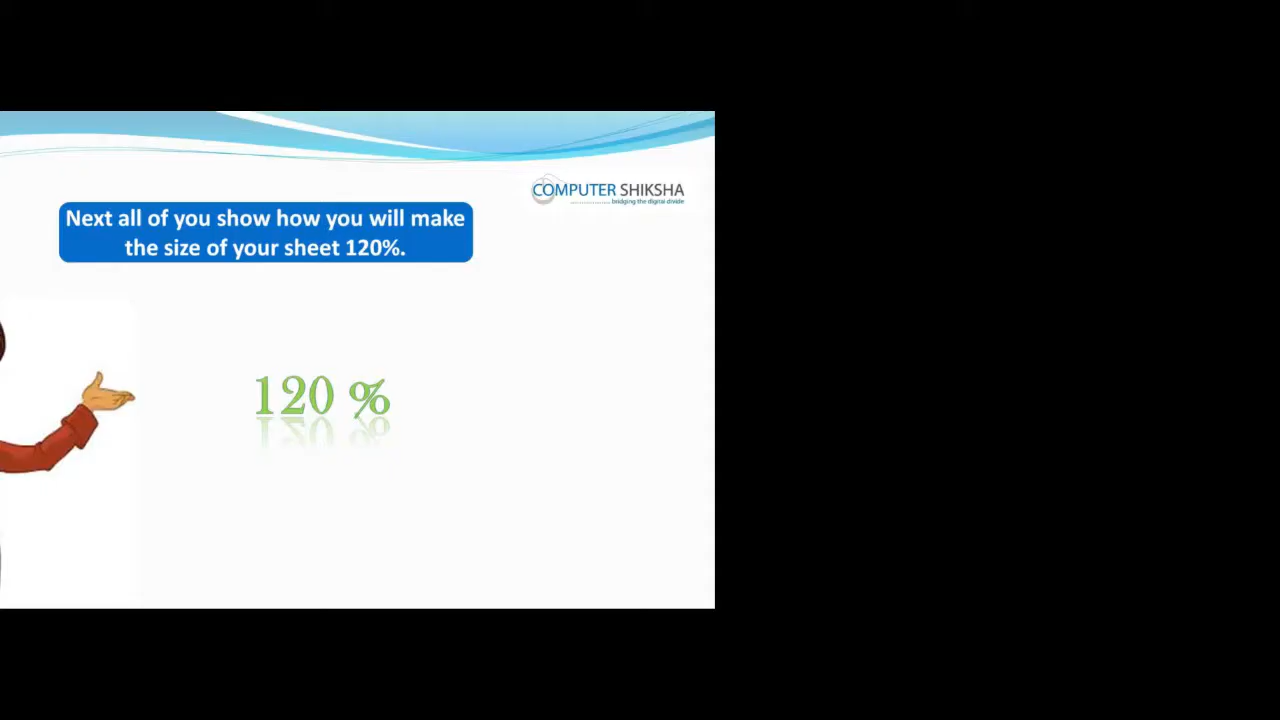 COMPUTER SHIKSHA
.................. bridging the digital divide
Next all of you show how you will make
the size of your sheet 120%.
120 %